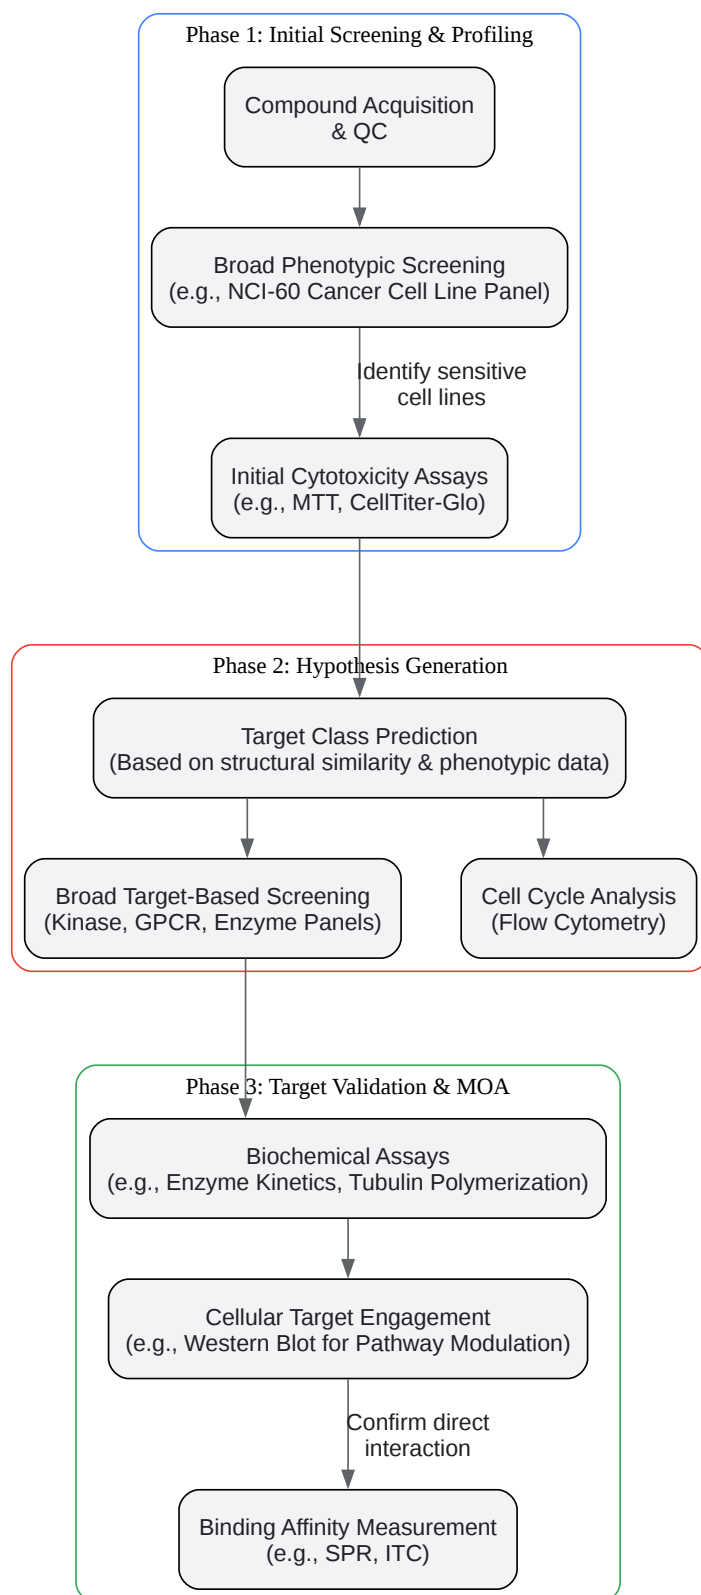 Phase 1: Initial Screening & Profiling
Compound Acquisition
& QC
Broad Phenotypic Screening
(e.g., NCI-60 Cancer Cell Line Panel)
Identify sensitive
cell lines
Initial Cytotoxicity Assays
(e.g., MTT, CellTiter-Glo)
Phase 2: Hypothesis Generation
Target Class Prediction
(Based on structural similarity & phenotypic data)
Broad Target-Based Screening
(Kinase, GPCR, Enzyme Panels)
Cell Cycle Analysis
(Flow Cytometry)
Phase 3: Target Validation & MOA
Biochemical Assays
(e.g., Enzyme Kinetics, Tubulin Polymerization)
Cellular Target Engagement
(e.g., Western Blot for Pathway Modulation)
Confirm direct
interaction
Binding Affinity Measurement
(e.g., SPR, ITC)